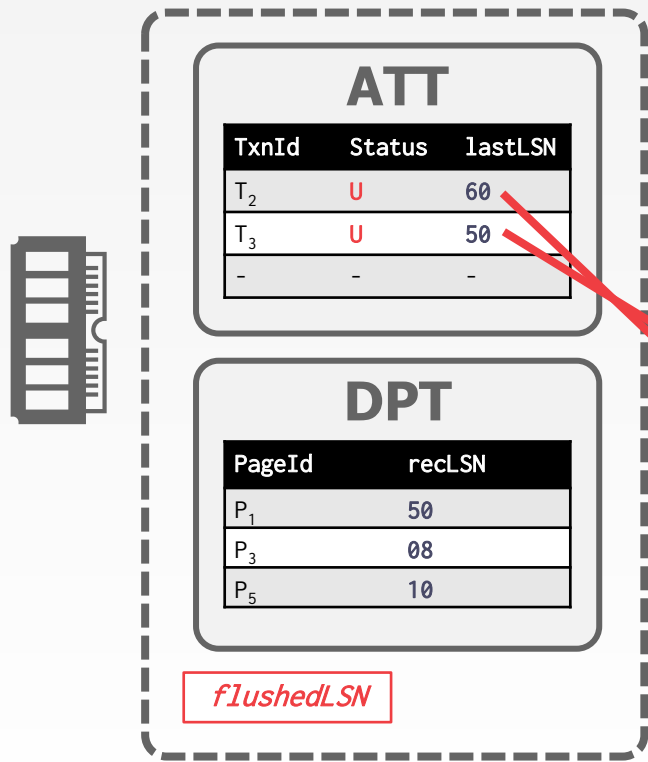 ATT
TxnId Status lastLSN
T₂ U 60
T₃ U 50
- - -
DPT
PageId recLSN
P₁ 50
P₃ 08
P₅ 10
flushedLSN